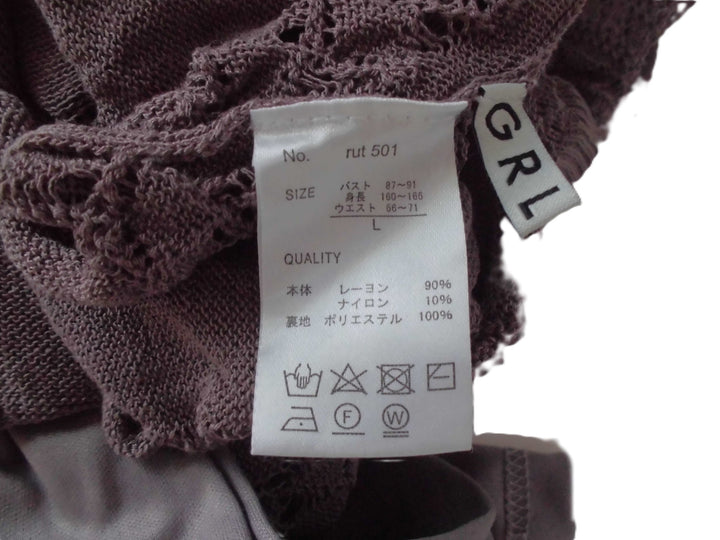 No. rut 501
SIZE
バスト 87～91
身長 160～166
ウエスト 66～71
L
QUALITY
本体 レーヨン 90%
ナイロン 10%
裏地 ポリエステル 100%
F W
GRL